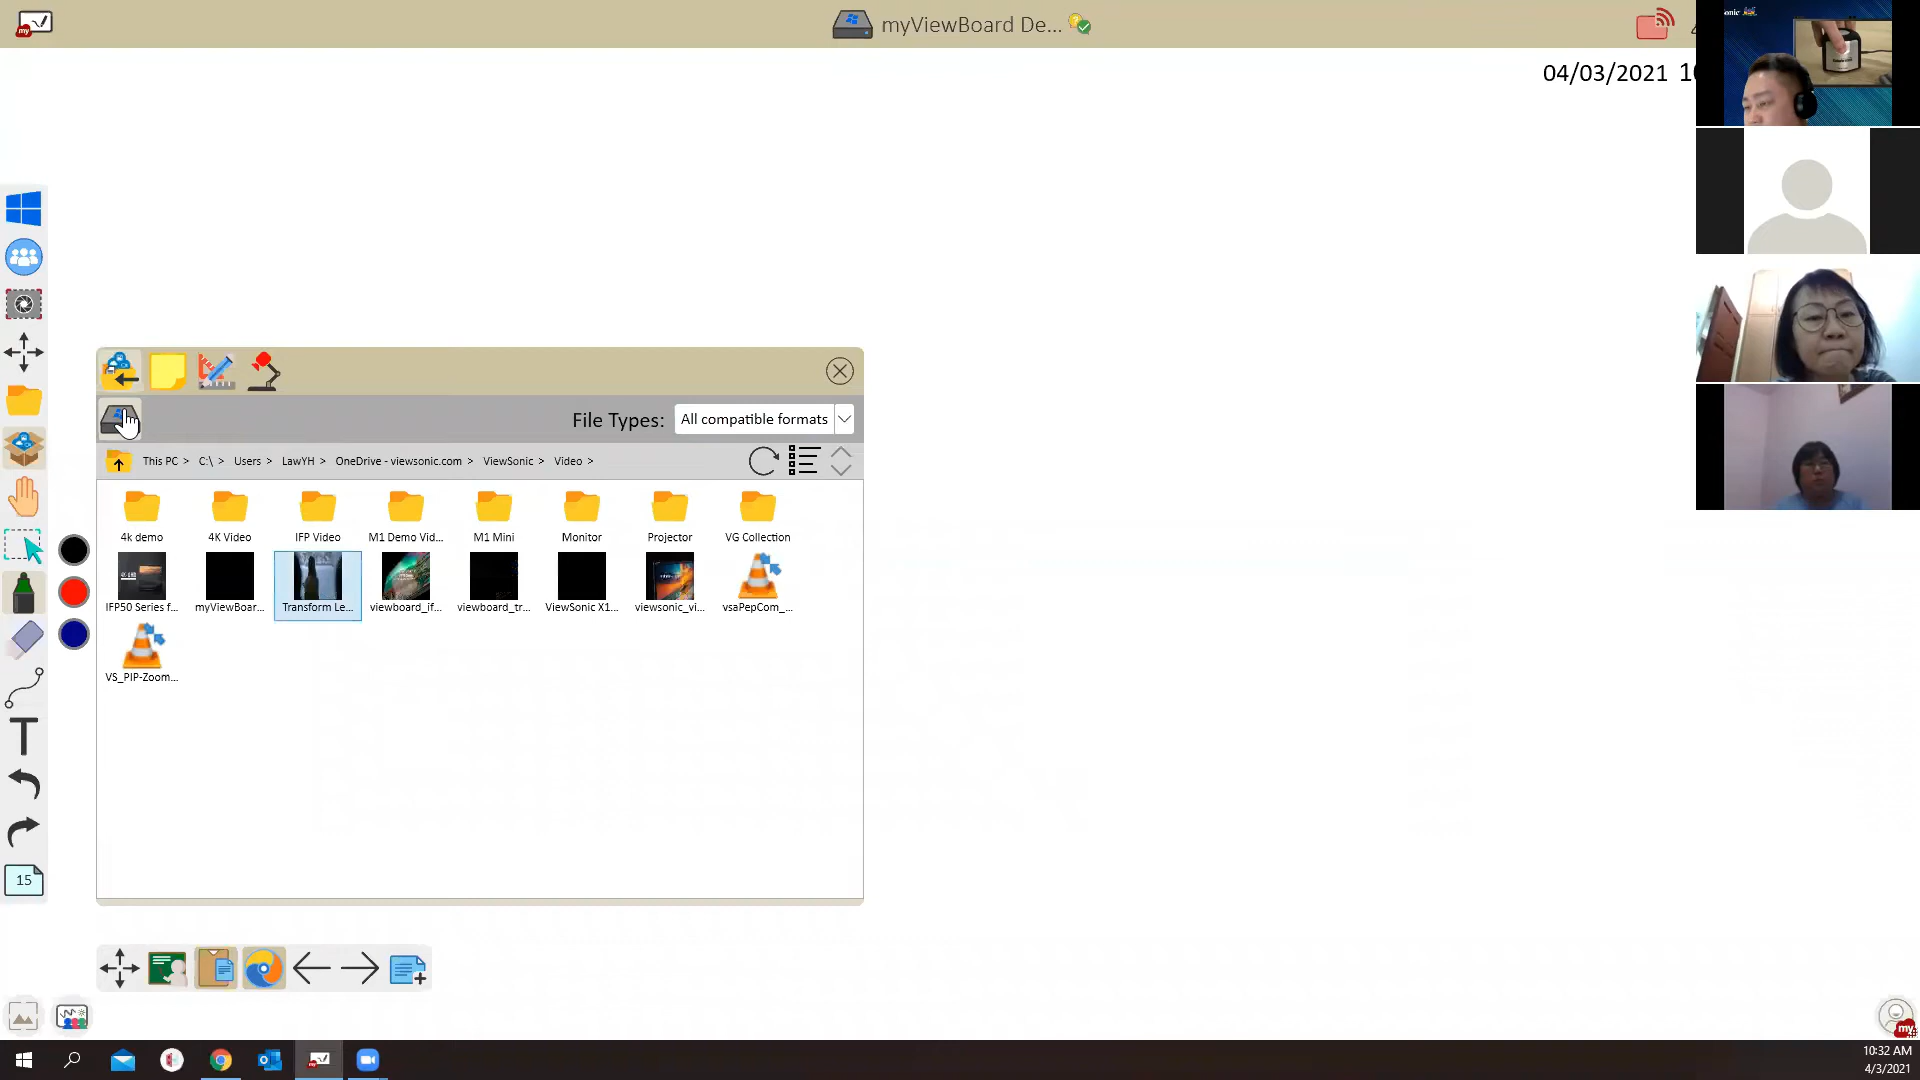 myViewBoard De...
04/03/2021
File Types: All compatible formats
This PC > C:\ > Users > LawYH > OneDrive - viewsonic.com > ViewSonic > Video >
4k demo 4K Video IFP Video M1 Demo Vid... M1 Mini Monitor Projector VG Collection
IFP50 Series f... myViewBoar... Transform Le... viewboard_if... viewboard_tr... ViewSonic X1... viewsonic_vi... vsaPepCom_...
VS_PIP-Zoom...
T
15
my
my
10:32 AM
4/3/2021